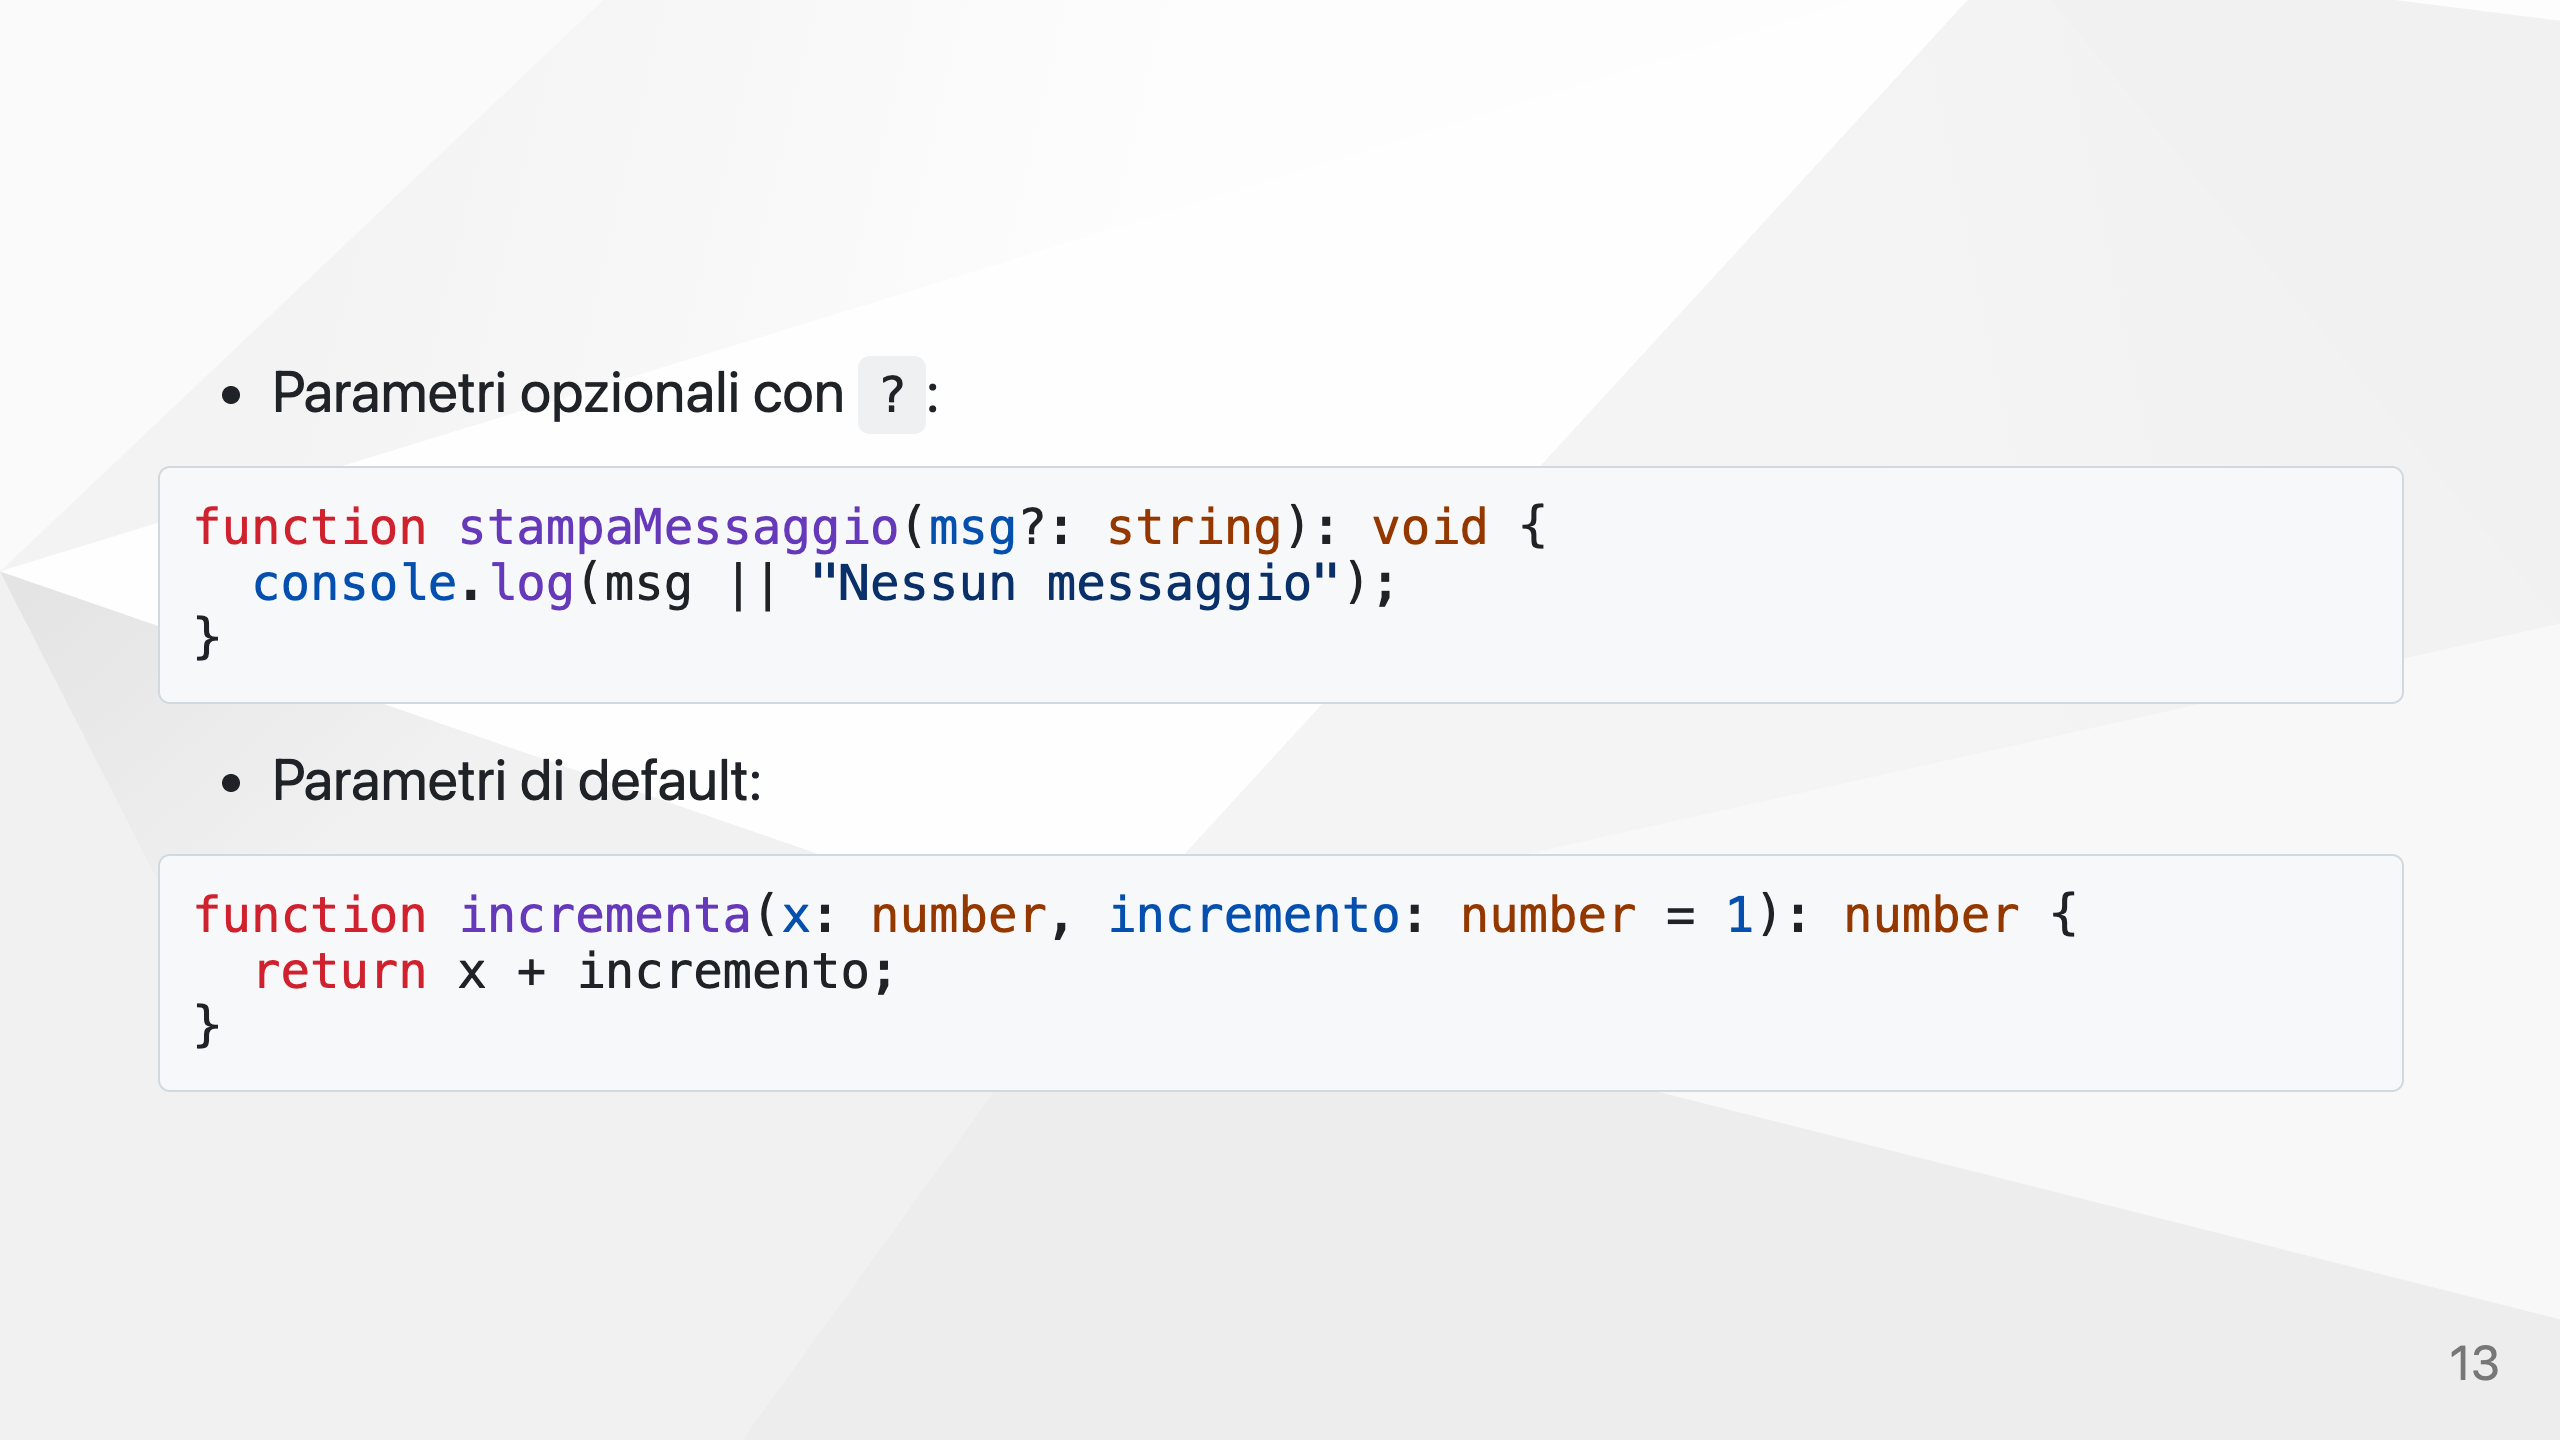 • Parametri opzionali con ? :
function stampaMessaggio(msg?: string): void {
  console.log(msg || "Nessun messaggio");
}
• Parametri di default:
function incrementa(x: number, incremento: number = 1): number {
  return x + incremento;
}
13